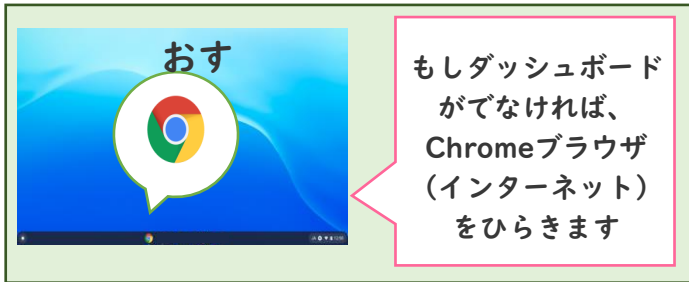 おす
もしダッシュボード
がでなければ、
Chromeブラウザ
（インターネット）
をひらきます